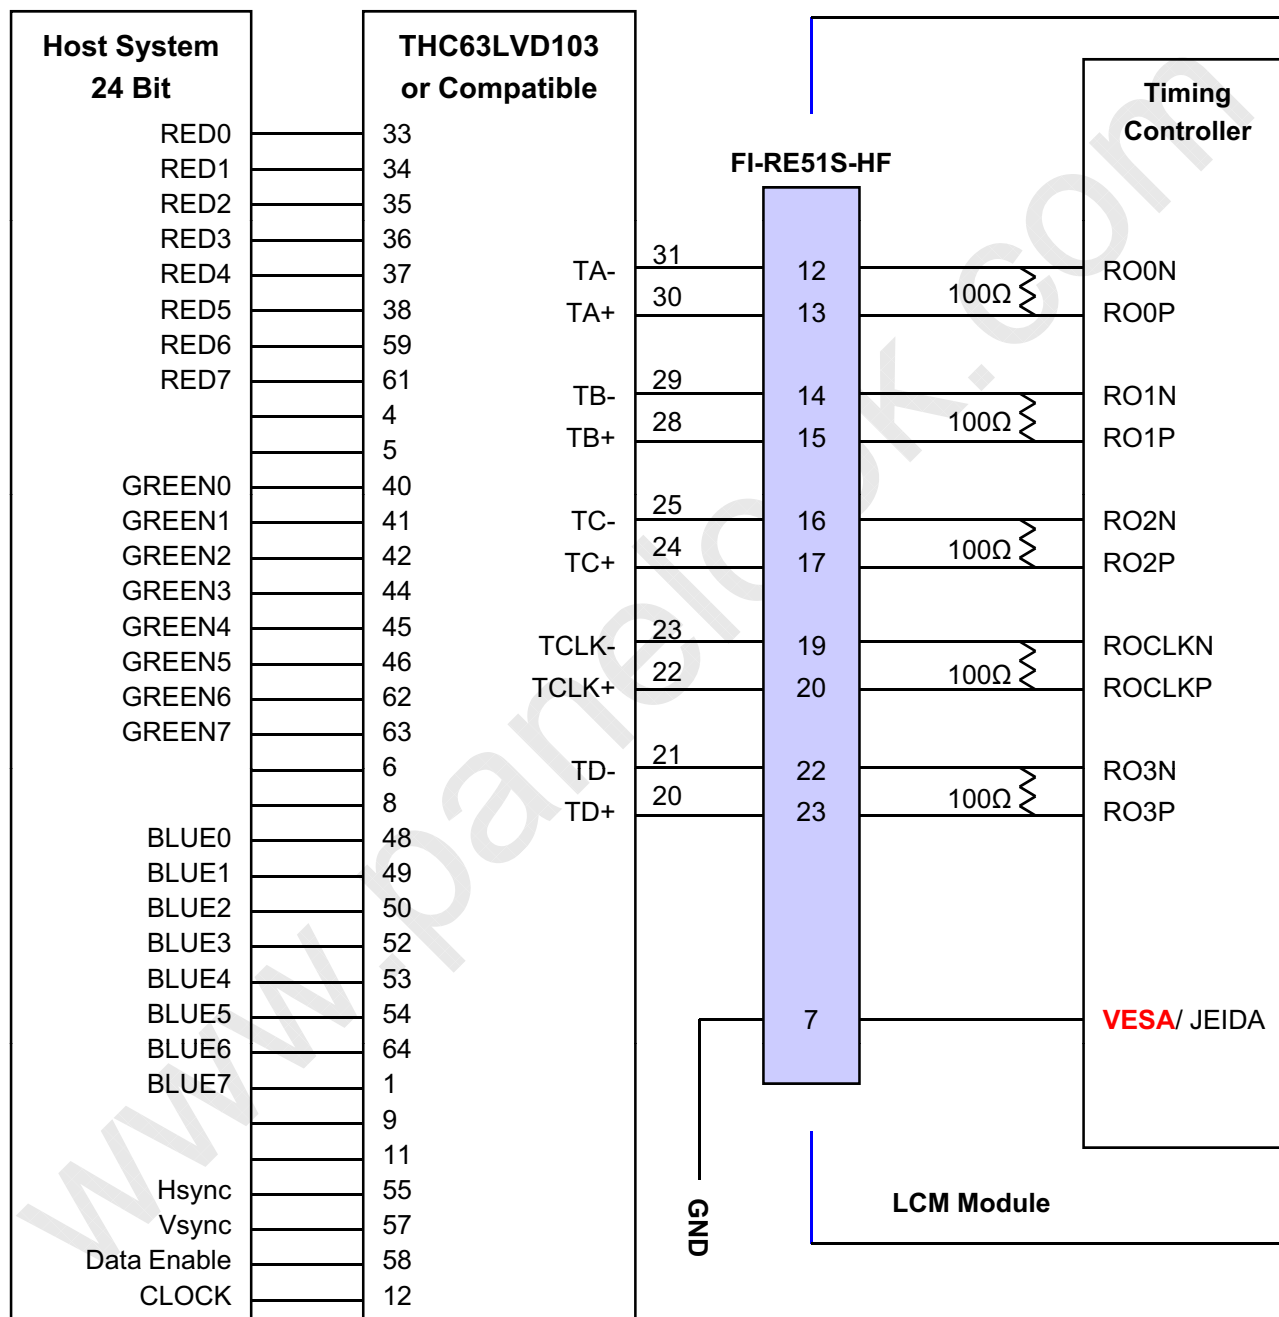 Host System
24 Bit
RED0
RED1
RED2
RED3
RED4
RED5
RED6
RED7
GREEN0
GREEN1
GREEN2
GREEN3
GREEN4
GREEN5
GREEN6
GREEN7
BLUE0
BLUE1
BLUE2
BLUE3
BLUE4
BLUE5
BLUE6
BLUE7
Hsync
Vsync
Data Enable
CLOCK
THC63LVD103
or Compatible
33
34
35
36
37
38
59
61
4
5
40
41
42
44
45
46
62
63
6
8
48
49
50
52
53
54
64
1
9
11
55
57
58
12
TA-
TA+
TB-
TB+
TC-
TC+
TCLK-
TCLK+
TD-
TD+
31
30
29
28
25
24
23
22
21
20
FI-RE51S-HF
12
13
14
15
16
17
19
20
22
23
7
100Ω
100Ω
100Ω
100Ω
100Ω
Timing
Controller
RO0N
RO0P
RO1N
RO1P
RO2N
RO2P
ROCLKN
ROCLKP
RO3N
RO3P
VESA/ JEIDA
GND
LCM Module
www.panelook.com